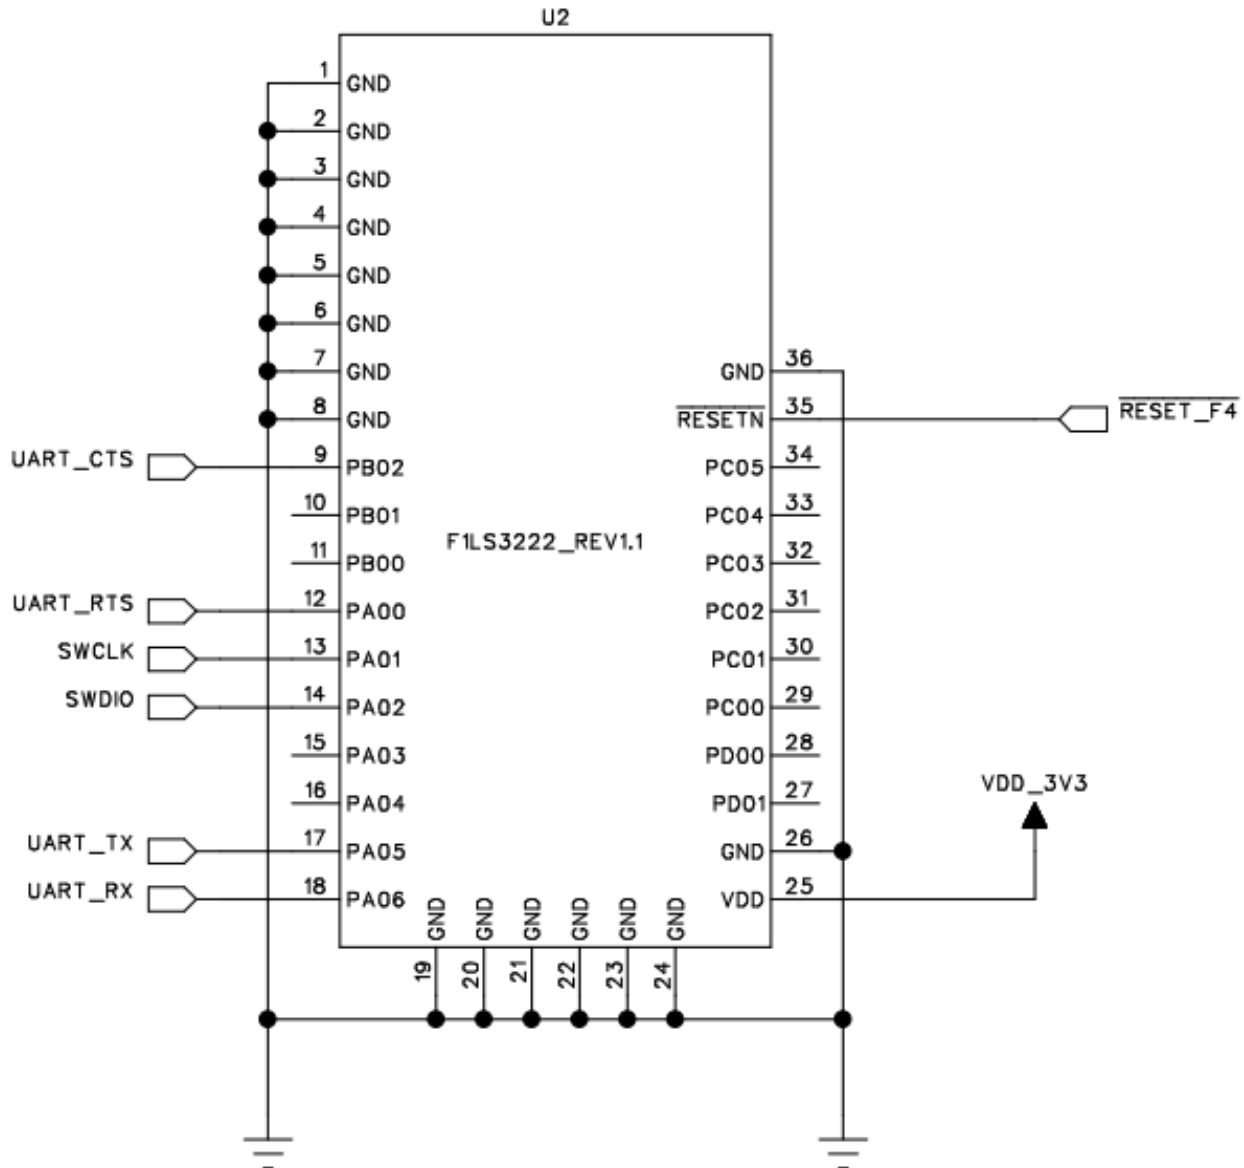 U2
1 GND
2 GND
3 GND
4 GND
5 GND
6 GND
7 GND
8 GND
UART_CTS 9 PB02
10 PB01
11 PB00
UART_RTS 12 PA00
SWCLK 13 PA01
SWDIO 14 PA02
15 PA03
16 PA04
UART_TX 17 PA05
UART_RX 18 PA06
F1LS3222_REV1.1
GND 36
RESETN 35 RESET_F4
PC05 34
PC04 33
PC03 32
PC02 31
PC01 30
PC00 29
PD00 28
PD01 27
GND 26
VDD 25
VDD_3V3
GND GND GND GND GND GND
19 20 21 22 23 24